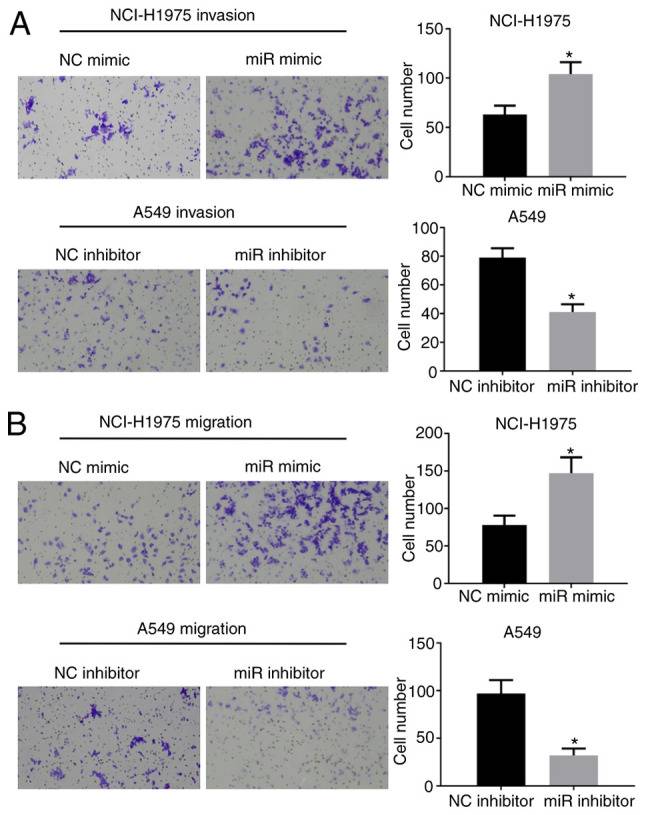 A
NCI-H1975 invasion
NC mimic miR mimic
NCI-H1975
Cell number
150
100
50
0
*
NC mimic miR mimic
A549 invasion
NC inhibitor miR inhibitor
A549
Cell number
100
80
60
40
20
0
*
NC inhibitor miR inhibitor
B
NCI-H1975 migration
NC mimic miR mimic
NCI-H1975
Cell number
200
150
100
50
0
*
NC mimic miR mimic
A549 migration
NC inhibitor miR inhibitor
A549
Cell number
150
100
50
0
*
NC inhibitor miR inhibitor